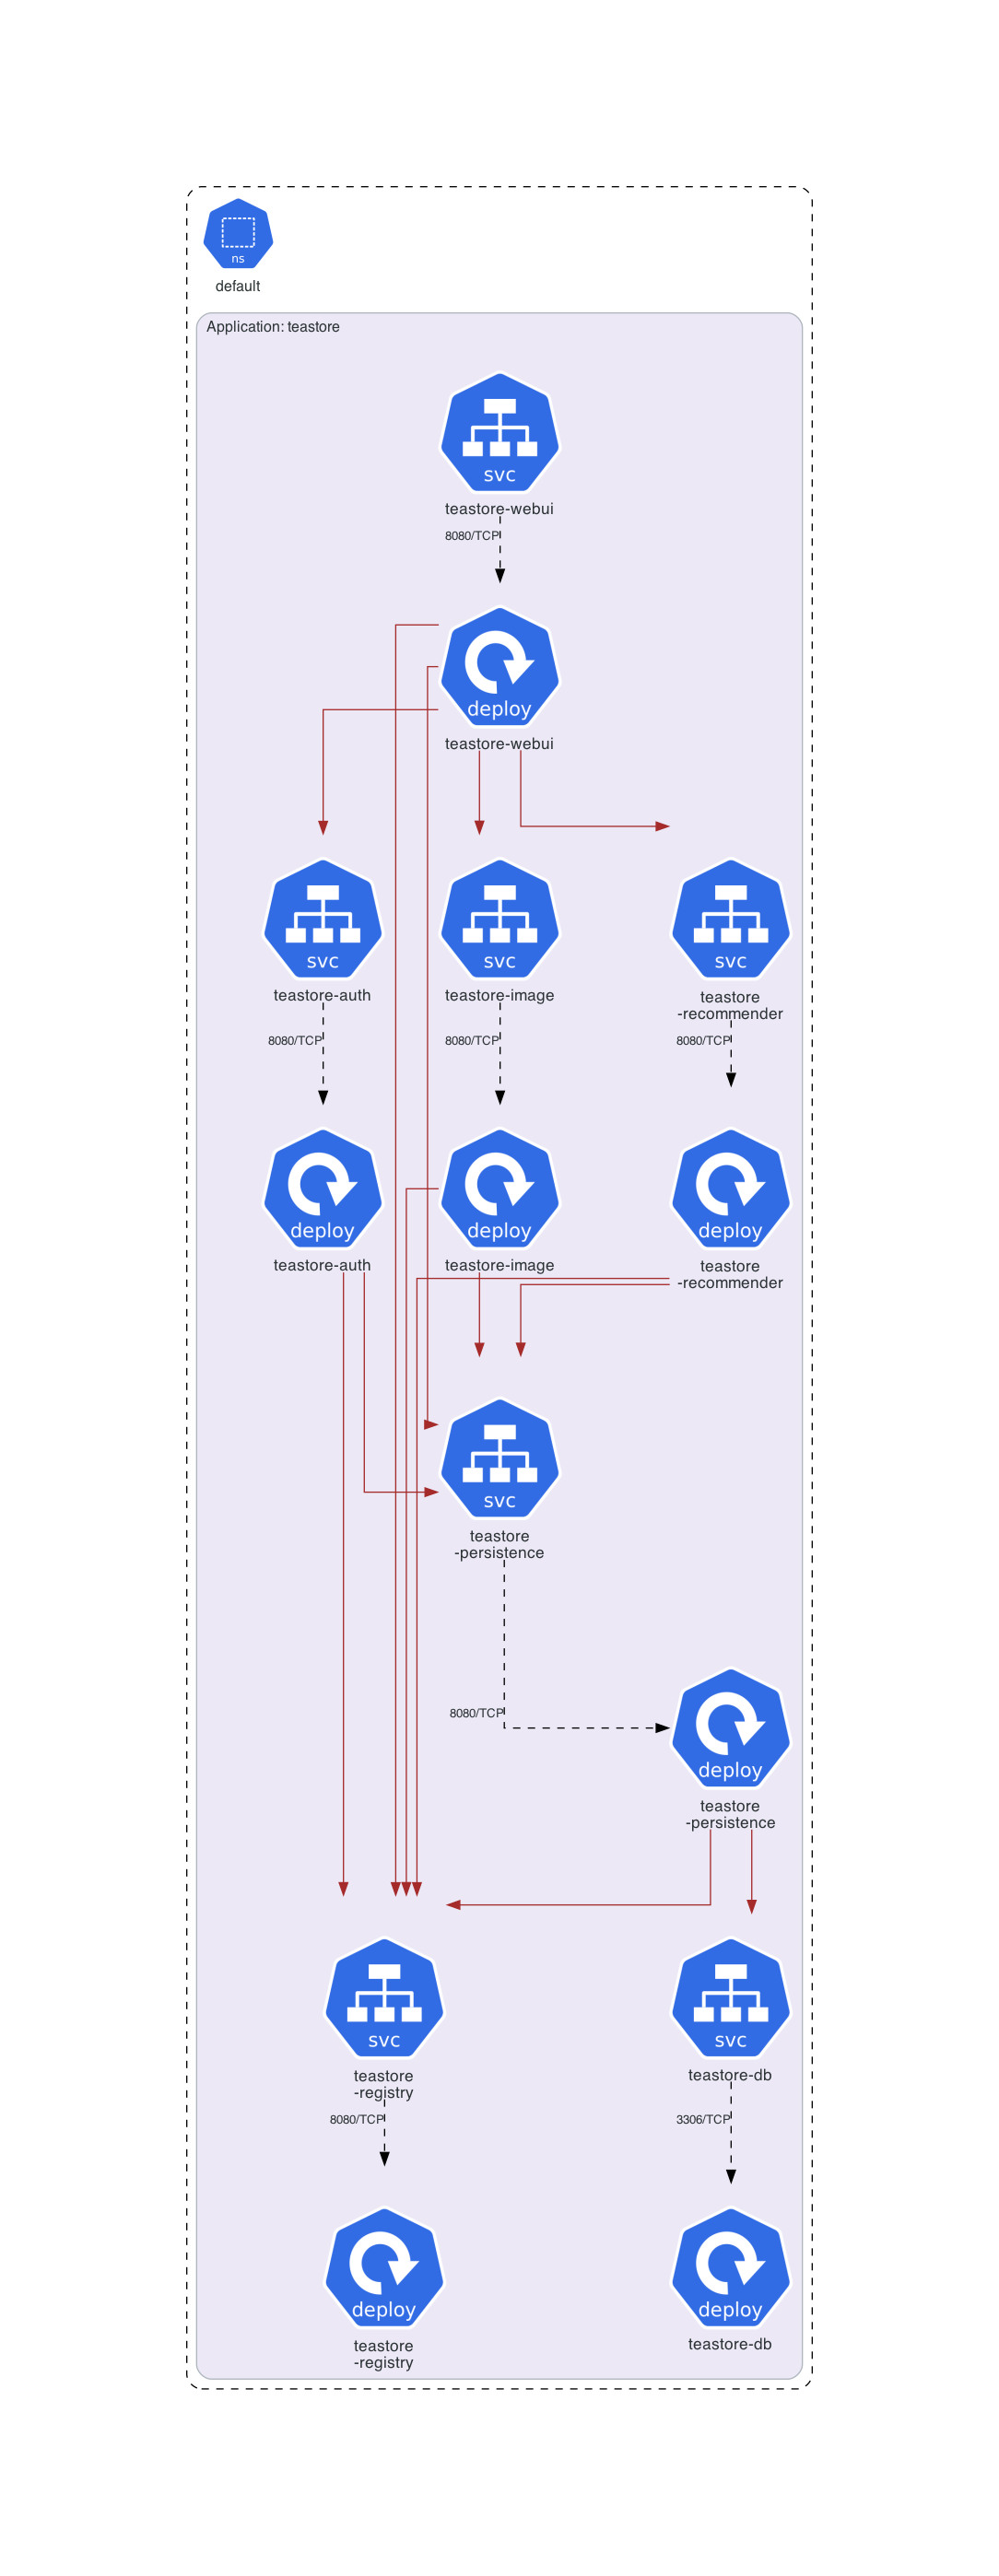 ns
default
Application: teastore
svc
teastore-webui
8080/TCP
deploy
teastore-webui
svc
svc
svc
teastore-auth
teastore-image
teastore
-recommender
8080/TCP
8080/TCP
8080/TCP
deploy
deploy
deploy
teastore-auth
teastore-image
teastore
-recommender
svc
teastore
-persistence
8080/TCP
deploy
teastore
-persistence
svc
svc
teastore
-registry
teastore-db
8080/TCP
3306/TCP
deploy
deploy
teastore
-registry
teastore-db